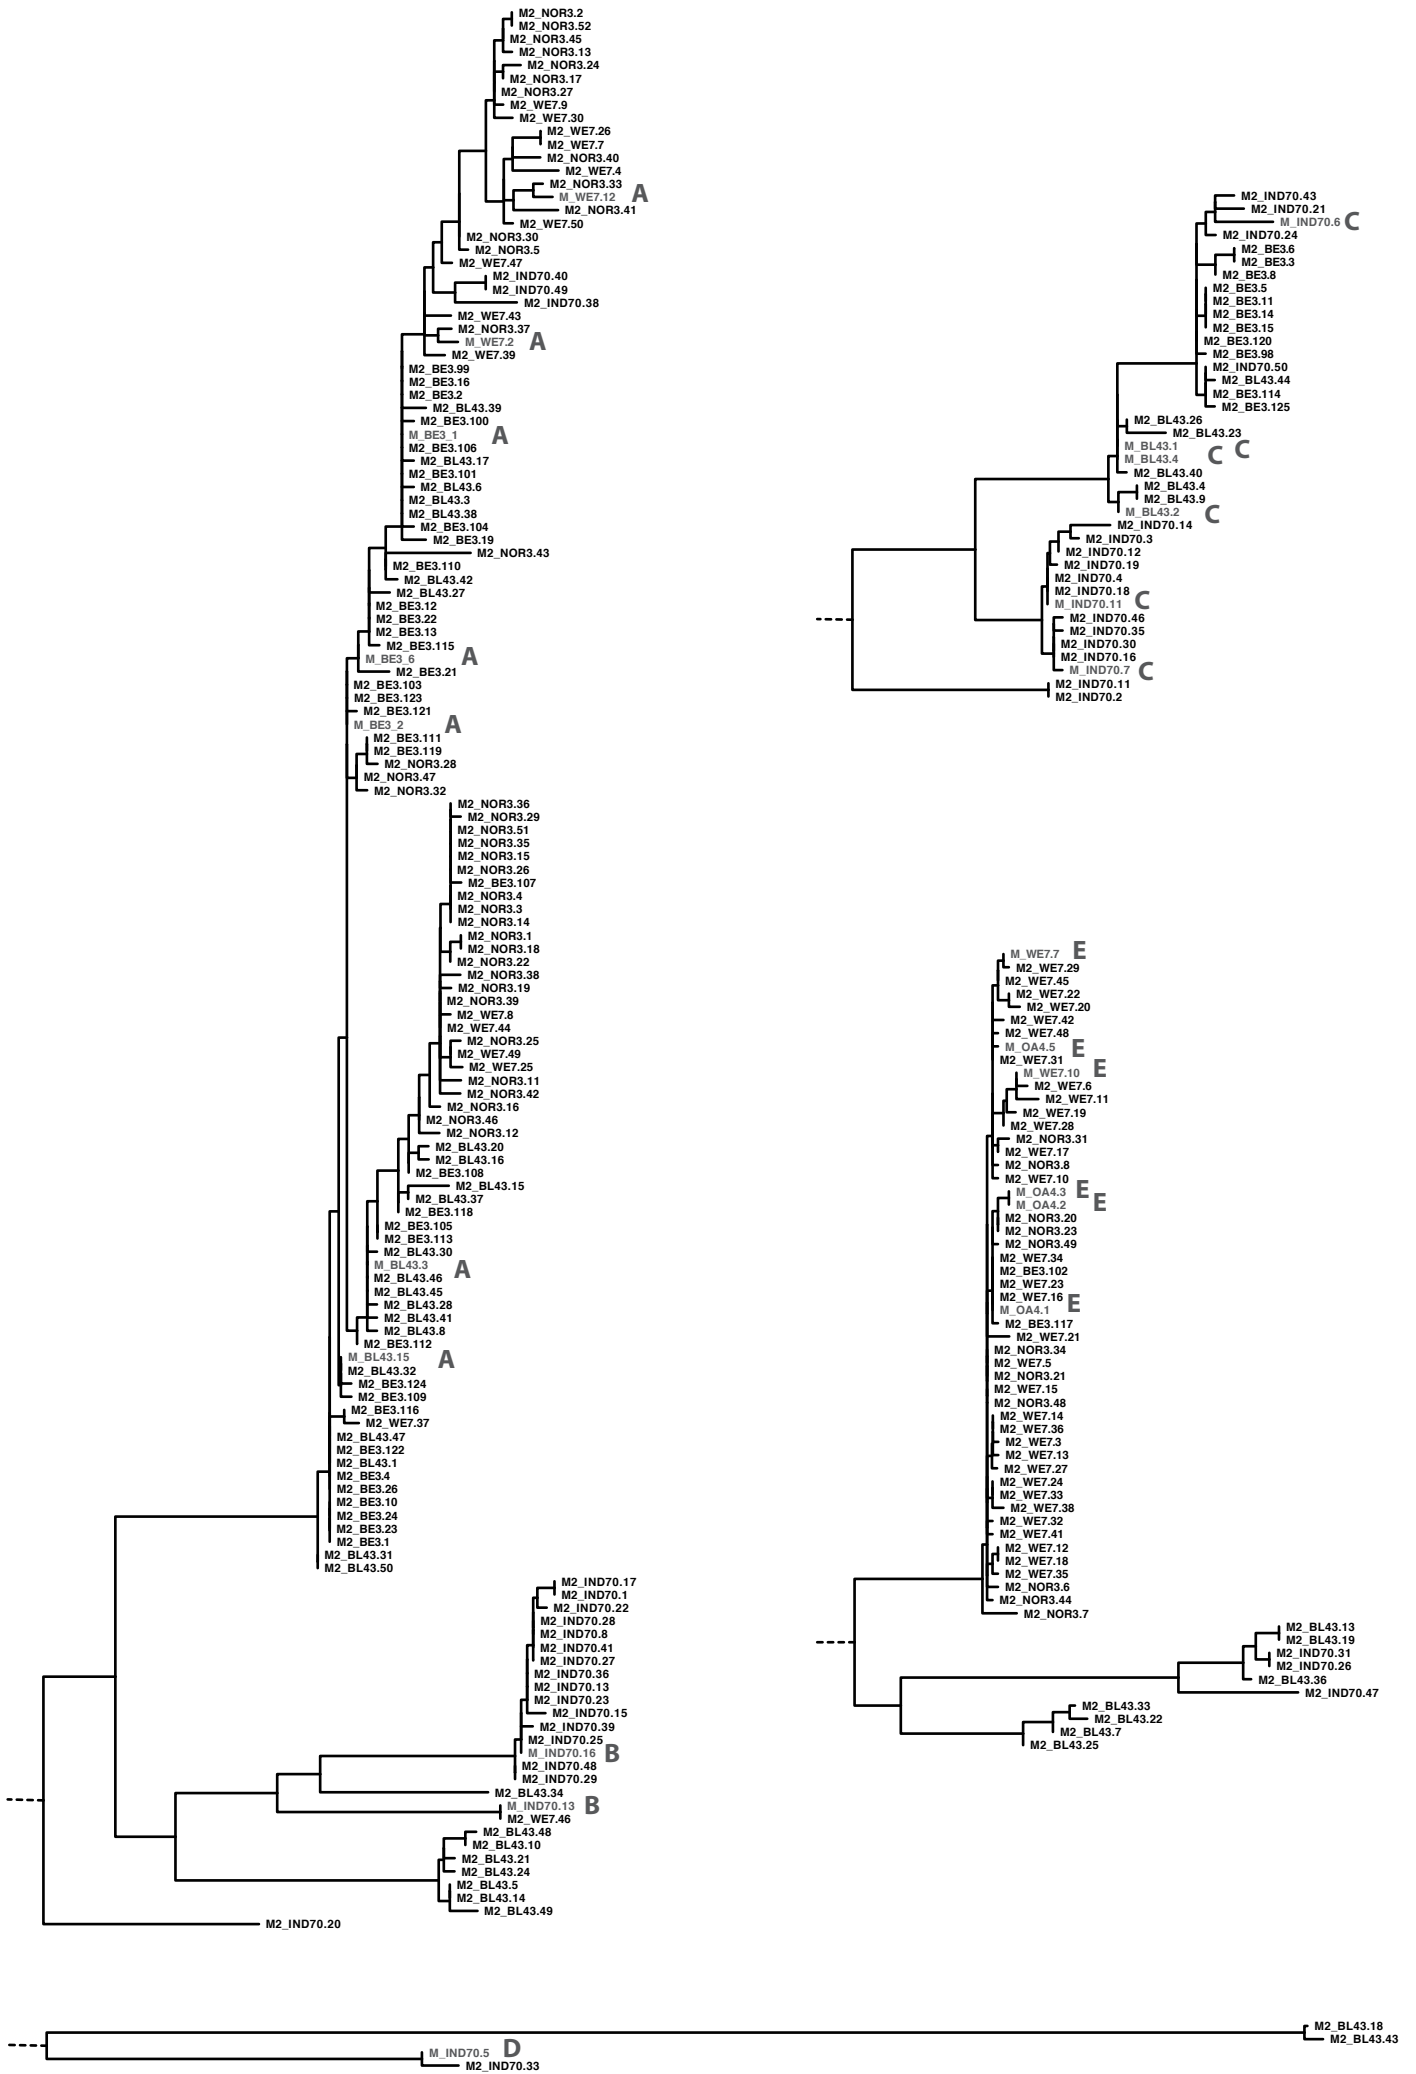 M2_NOR3.2
M2_NOR3.52
M2_NOR3.45
M2_NOR3.13
M2_NOR3.24
M2_NOR3.17
M2_NOR3.27
M2_WE7.9
M2_WE7.30
M2_WE7.26
M2_WE7.7
M2_NOR3.40
M2_WE7.4
M2_NOR3.33
M_WE7.12 A
M2_NOR3.41
M2_WE7.50
M2_NOR3.30
M2_NOR3.5
M2_WE7.47
M2_IND70.40
M2_IND70.49
M2_IND70.38
M2_WE7.43
M2_NOR3.37
M_WE7.2 A
M2_WE7.39
M2_BE3.99
M2_BE3.16
M2_BE3.2
M2_BL43.39
M2_BE3.100
M_BE3_1 A
M2_BE3.106
M2_BL43.17
M2_BE3.101
M2_BL43.6
M2_BL43.3
M2_BL43.38
M2_BE3.104
M2_BE3.19
M2_NOR3.43
M2_BE3.110
M2_BL43.42
M2_BL43.27
M2_BE3.12
M2_BE3.22
M2_BE3.13
M2_BE3.115
M_BE3_6 A
M2_BE3.21
M2_BE3.103
M2_BE3.123
M2_BE3.121
M_BE3_2 A
M2_BE3.111
M2_BE3.119
M2_NOR3.28
M2_NOR3.47
M2_NOR3.32
M2_NOR3.36
M2_NOR3.29
M2_NOR3.51
M2_NOR3.35
M2_NOR3.15
M2_NOR3.26
M2_BE3.107
M2_NOR3.4
M2_NOR3.3
M2_NOR3.14
M2_NOR3.1
M2_NOR3.18
M2_NOR3.22
M2_NOR3.38
M2_NOR3.19
M2_NOR3.39
M2_WE7.8
M2_WE7.44
M2_NOR3.25
M2_WE7.49
M2_WE7.25
M2_NOR3.11
M2_NOR3.42
M2_NOR3.16
M2_NOR3.46
M2_NOR3.12
M2_BL43.20
M2_BL43.16
M2_BE3.108
M2_BL43.15
M2_BL43.37
M2_BE3.118
M2_BE3.105
M2_BE3.113
M2_BL43.30
M_BL43.3 A
M2_BL43.46
M2_BL43.45
M2_BL43.28
M2_BL43.41
M2_BL43.8
M2_BE3.112
M_BL43.15 A
M2_BL43.32
M2_BE3.124
M2_BE3.109
M2_BE3.116
M2_WE7.37
M2_BL43.47
M2_BE3.122
M2_BL43.1
M2_BE3.4
M2_BE3.26
M2_BE3.10
M2_BE3.24
M2_BE3.23
M2_BE3.1
M2_BL43.31
M2_BL43.50
M2_IND70.17
M2_IND70.1
M2_IND70.22
M2_IND70.28
M2_IND70.8
M2_IND70.41
M2_IND70.27
M2_IND70.36
M2_IND70.13
M2_IND70.23
M2_IND70.15
M2_IND70.39
M2_IND70.25
M_IND70.16 B
M2_IND70.48
M2_IND70.29
M2_BL43.34
M_IND70.13 B
M2_WE7.46
M2_BL43.48
M2_BL43.10
M2_BL43.21
M2_BL43.24
M2_BL43.5
M2_BL43.14
M2_BL43.49
M2_IND70.20
M2_IND70.43
M2_IND70.21
M_IND70.6 C
M2_IND70.24
M2_BE3.6
M2_BE3.3
M2_BE3.8
M2_BE3.5
M2_BE3.11
M2_BE3.14
M2_BE3.15
M2_BE3.120
M2_BE3.98
M2_IND70.50
M2_BL43.44
M2_BE3.114
M2_BE3.125
M2_BL43.26
M2_BL43.23
M_BL43.1 C
M_BL43.4 C
M2_BL43.40
M2_BL43.4
M2_BL43.9
M_BL43.2 C
M2_IND70.14
M2_IND70.3
M2_IND70.12
M2_IND70.19
M2_IND70.4
M2_IND70.18
M_IND70.11 C
M2_IND70.46
M2_IND70.35
M2_IND70.30
M2_IND70.16
M_IND70.7 C
M2_IND70.11
M2_IND70.2
M_WE7.7 E
M2_WE7.29
M2_WE7.45
M2_WE7.22
M2_WE7.20
M2_WE7.42
M2_WE7.48
M_OA4.5 E
M2_WE7.31
M_WE7.10 E
M2_WE7.6
M2_WE7.11
M2_WE7.19
M2_WE7.28
M2_NOR3.31
M2_WE7.17
M2_NOR3.8
M2_WE7.10
M_OA4.3 E
M_OA4.2 E
M2_NOR3.20
M2_NOR3.23
M2_NOR3.49
M2_WE7.34
M2_BE3.102
M2_WE7.23
M2_WE7.16
M_OA4.1 E
M2_BE3.117
M2_WE7.21
M2_NOR3.34
M2_WE7.5
M2_NOR3.21
M2_WE7.15
M2_NOR3.48
M2_WE7.14
M2_WE7.36
M2_WE7.3
M2_WE7.13
M2_WE7.27
M2_WE7.24
M2_WE7.33
M2_WE7.38
M2_WE7.32
M2_WE7.41
M2_WE7.12
M2_WE7.18
M2_WE7.35
M2_NOR3.6
M2_NOR3.44
M2_NOR3.7
M2_BL43.13
M2_BL43.19
M2_IND70.31
M2_IND70.26
M2_BL43.36
M2_IND70.47
M2_BL43.33
M2_BL43.22
M2_BL43.7
M2_BL43.25
M2_BL43.18
M2_BL43.43
M_IND70.5 D
M2_IND70.33